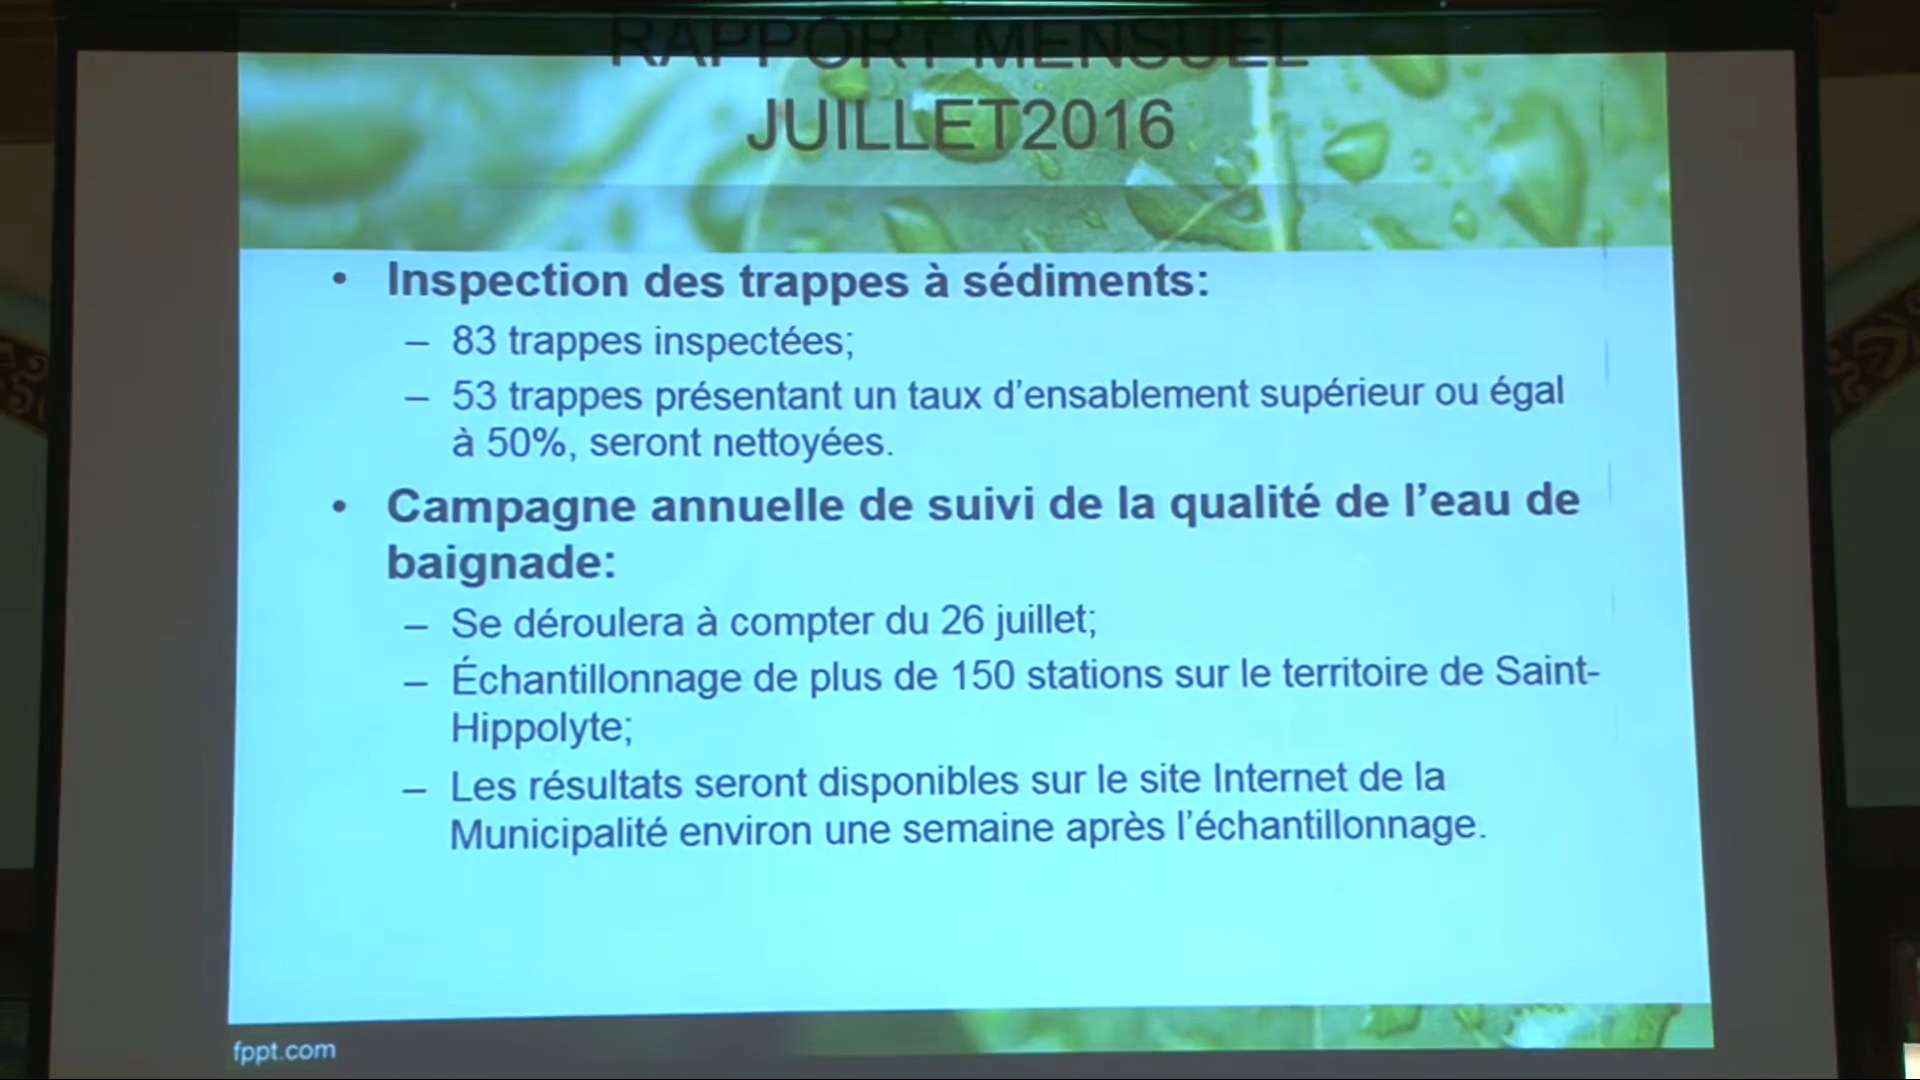 RAPPORT MENSUEL
JUILLET2016
• Inspection des trappes à sédiments:
– 83 trappes inspectées;
– 53 trappes présentant un taux d'ensablement supérieur ou égal
à 50%, seront nettoyées.
• Campagne annuelle de suivi de la qualité de l'eau de
baignade:
– Se déroulera à compter du 26 juillet;
– Échantillonnage de plus de 150 stations sur le territoire de Saint-
Hippolyte;
– Les résultats seront disponibles sur le site Internet de la
Municipalité environ une semaine après l'échantillonnage.
fppt.com